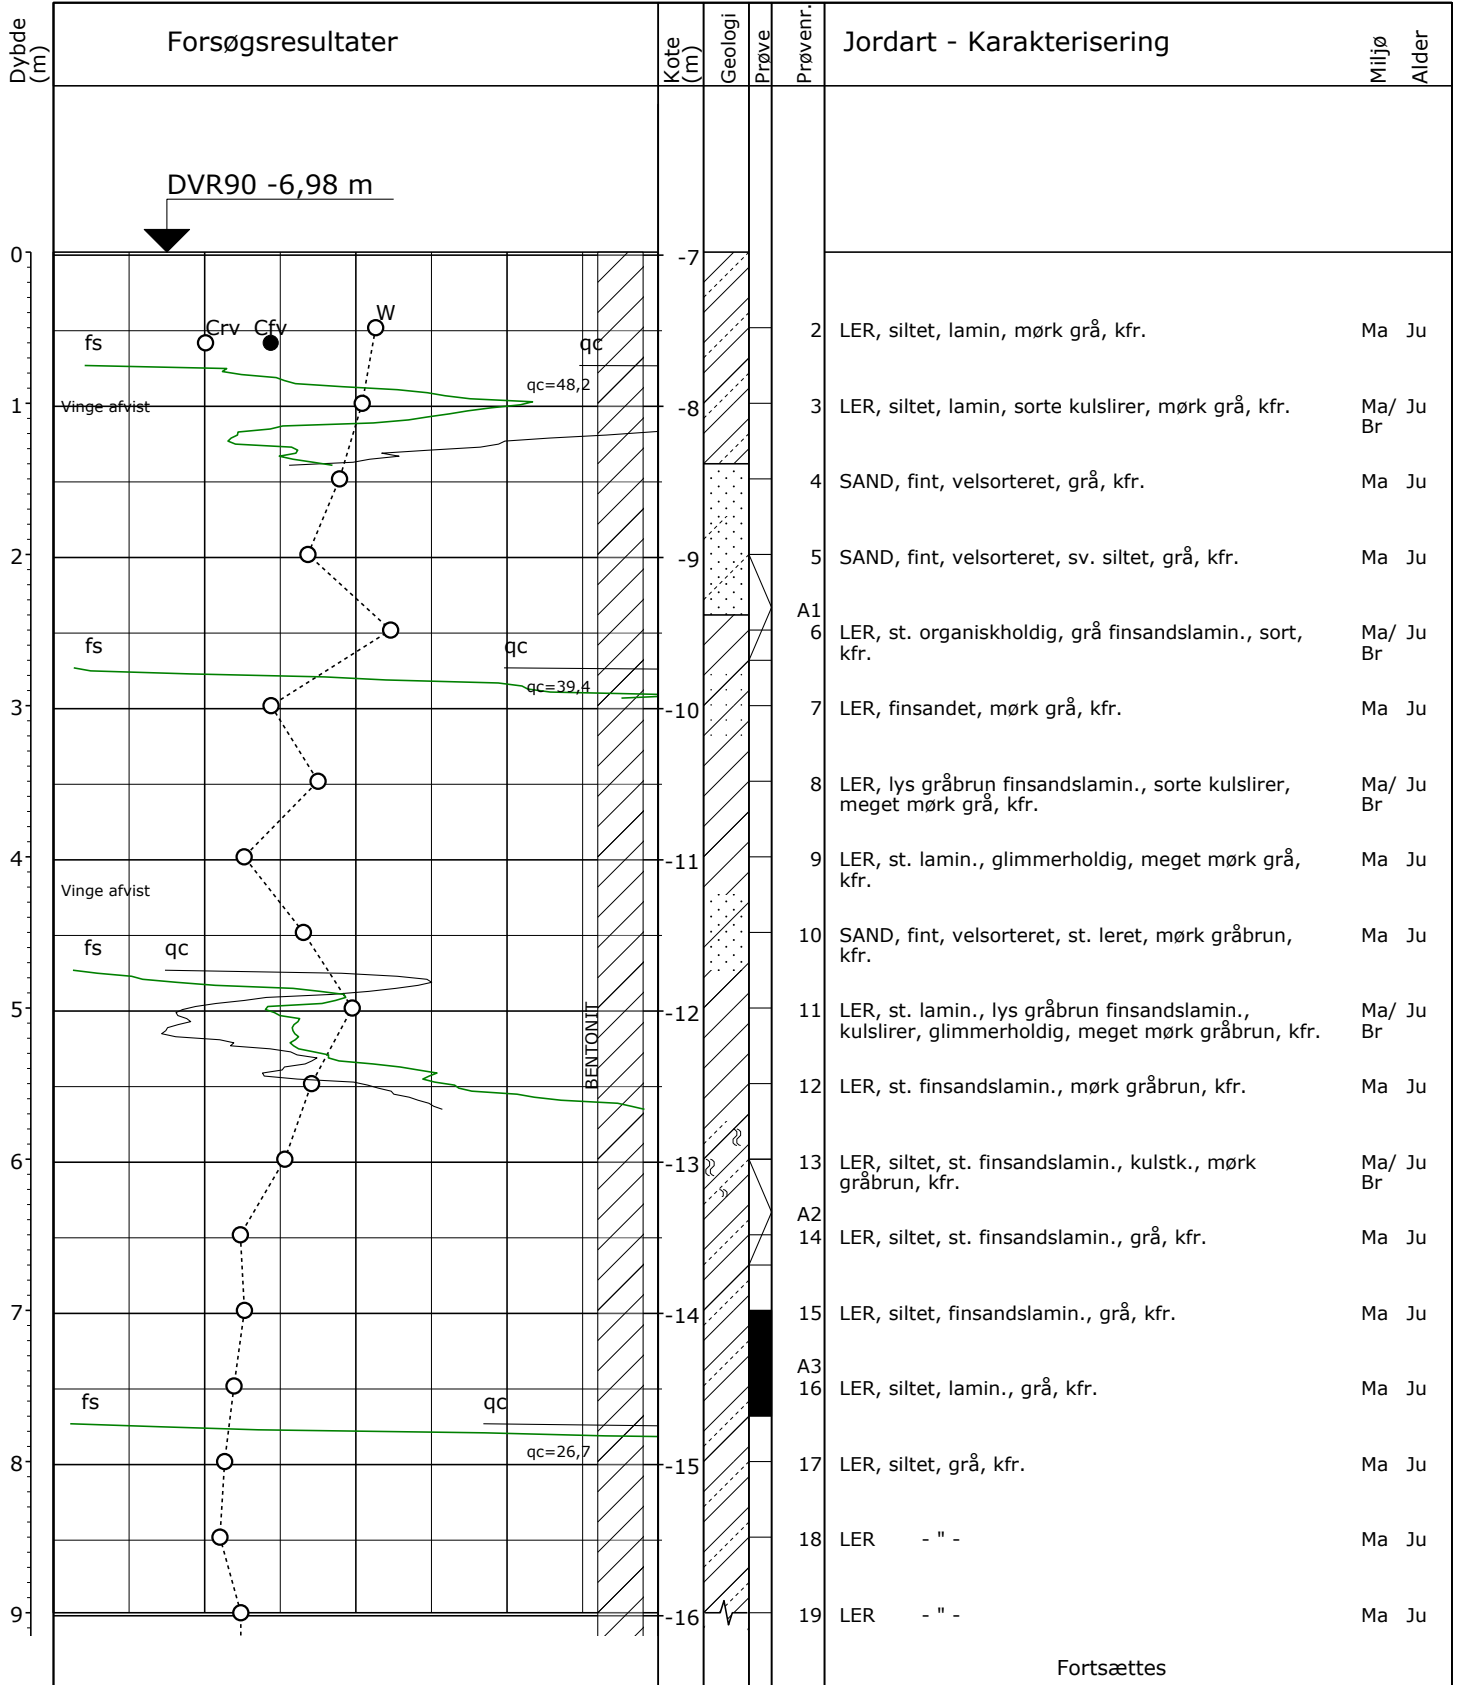 Dybde (m)
Forsøgsresultater
Kote (m)
Geologi
Prøve
Prøvenr.
Jordart - Karakterisering
Miljø
Alder
DVR90 -6,98 m
0
-7
W
Crv Cfv
2 LER, siltet, lamin, mørk grå, kfr. Ma Ju
fs qc
qc=48,2
1 Vinge afvist -8
3 LER, siltet, lamin, sorte kulslirer, mørk grå, kfr. Ma/ Ju
Br
4 SAND, fint, velsorteret, grå, kfr. Ma Ju
2 -9
5 SAND, fint, velsorteret, sv. siltet, grå, kfr. Ma Ju
A1
6 LER, st. organiskholdig, grå finsandslamin., sort, Ma/ Ju
kfr. Br
fs qc
qc=39,4
3 -10
7 LER, finsandet, mørk grå, kfr. Ma Ju
8 LER, lys gråbrun finsandslamin., sorte kulslirer, Ma/ Ju
meget mørk grå, kfr. Br
4 -11
9 LER, st. lamin., glimmerholdig, meget mørk grå, Ma Ju
kfr.
Vinge afvist
10 SAND, fint, velsorteret, st. leret, mørk gråbrun, Ma Ju
kfr.
fs qc
5 -12
11 LER, st. lamin., lys gråbrun finsandslamin., Ma/ Ju
kulslirer, glimmerholdig, meget mørk gråbrun, kfr. Br
BENTONIT
12 LER, st. finsandslamin., mørk gråbrun, kfr. Ma Ju
6 -13
13 LER, siltet, st. finsandslamin., kulstk., mørk Ma/ Ju
gråbrun, kfr. Br
A2
14 LER, siltet, st. finsandslamin., grå, kfr. Ma Ju
7 -14
15 LER, siltet, finsandslamin., grå, kfr. Ma Ju
A3
16 LER, siltet, lamin., grå, kfr. Ma Ju
fs qc
qc=26,7
8 -15
17 LER, siltet, grå, kfr. Ma Ju
18 LER - " - Ma Ju
9 -16
19 LER - " - Ma Ju
Fortsættes